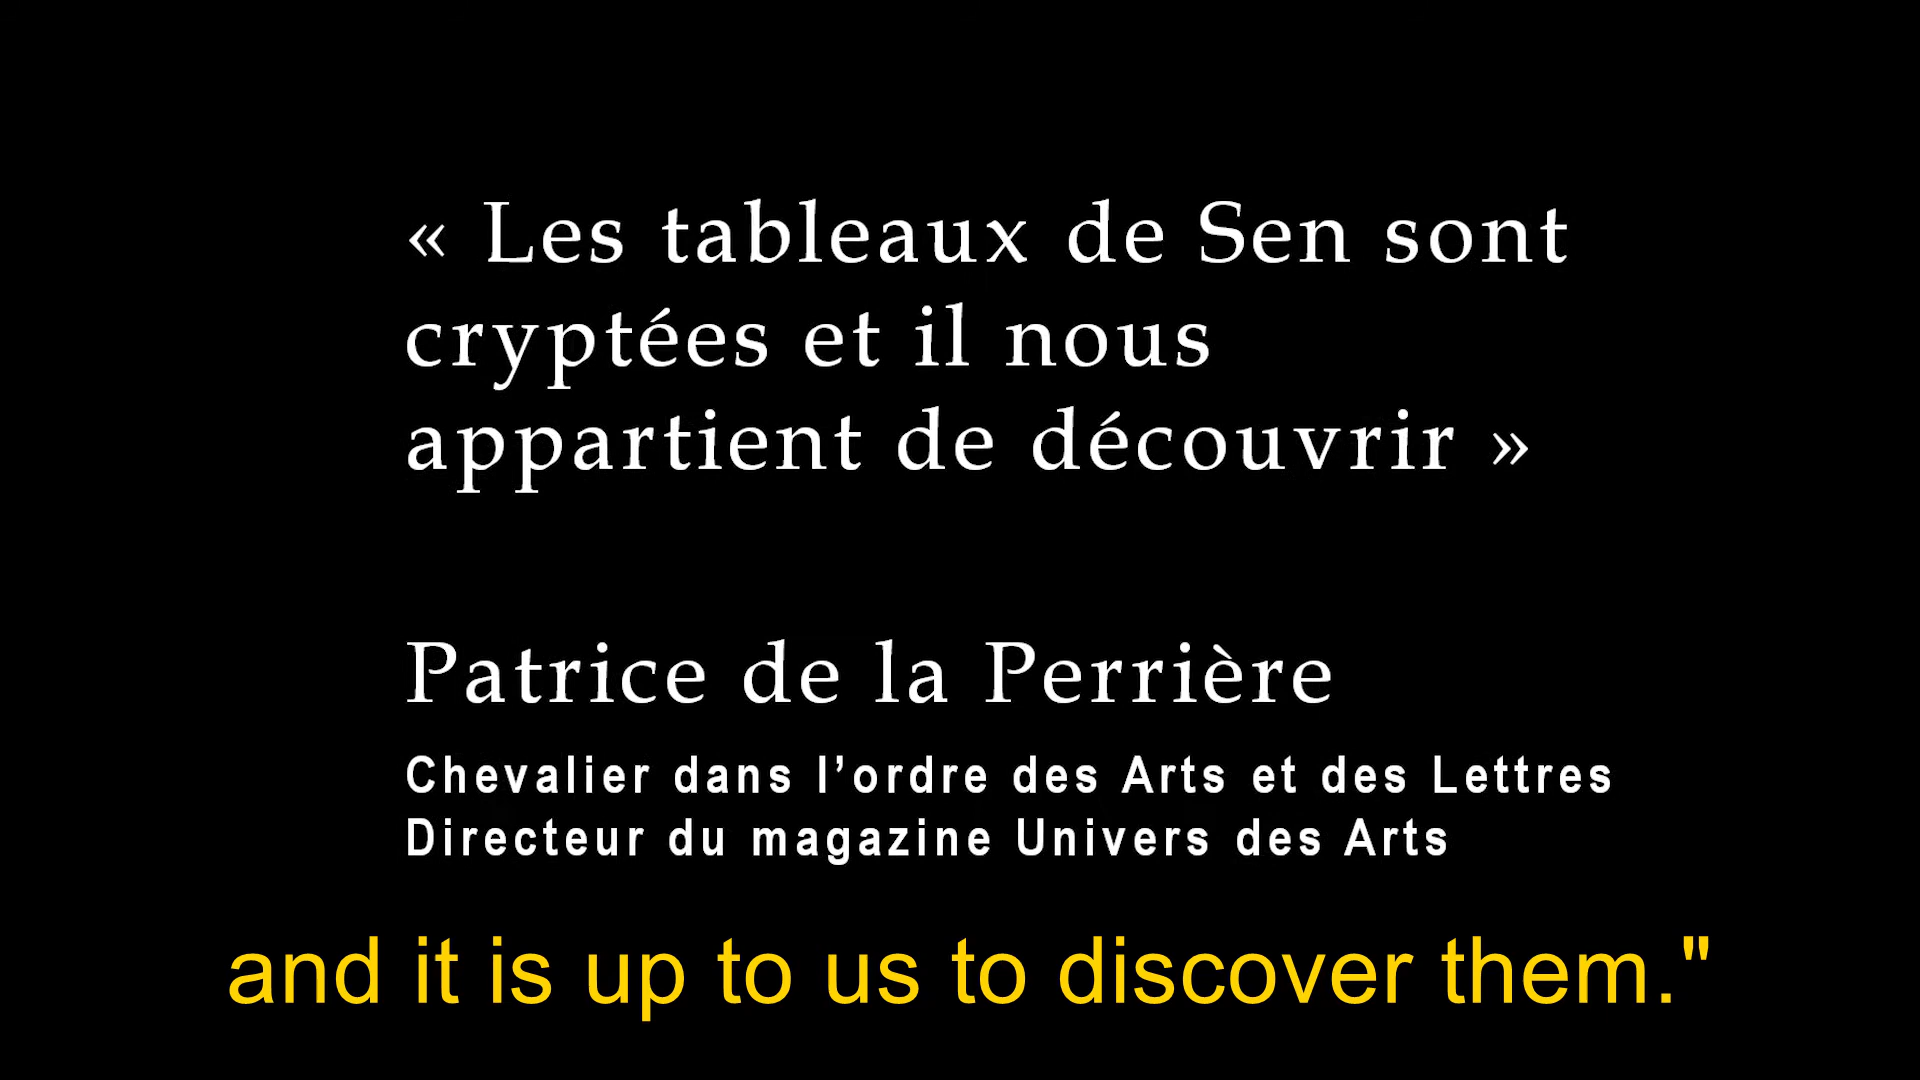 « Les tableaux de Sen sont
cryptées et il nous
appartient de découvrir »
Patrice de la Perrière
Chevalier dans l’ordre des Arts et des Lettres
Directeur du magazine Univers des Arts
and it is up to us to discover them."